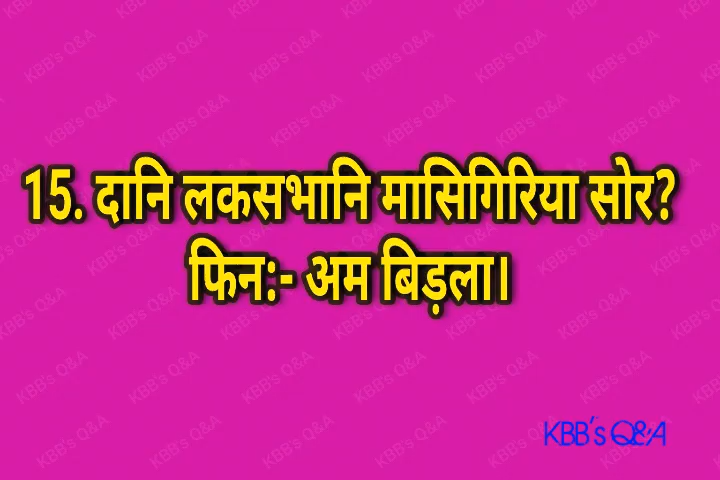 15. दानि लकसभानि मासिगिरिया सोर?
फिन:- अम बिड़ला।
KBB's Q&A